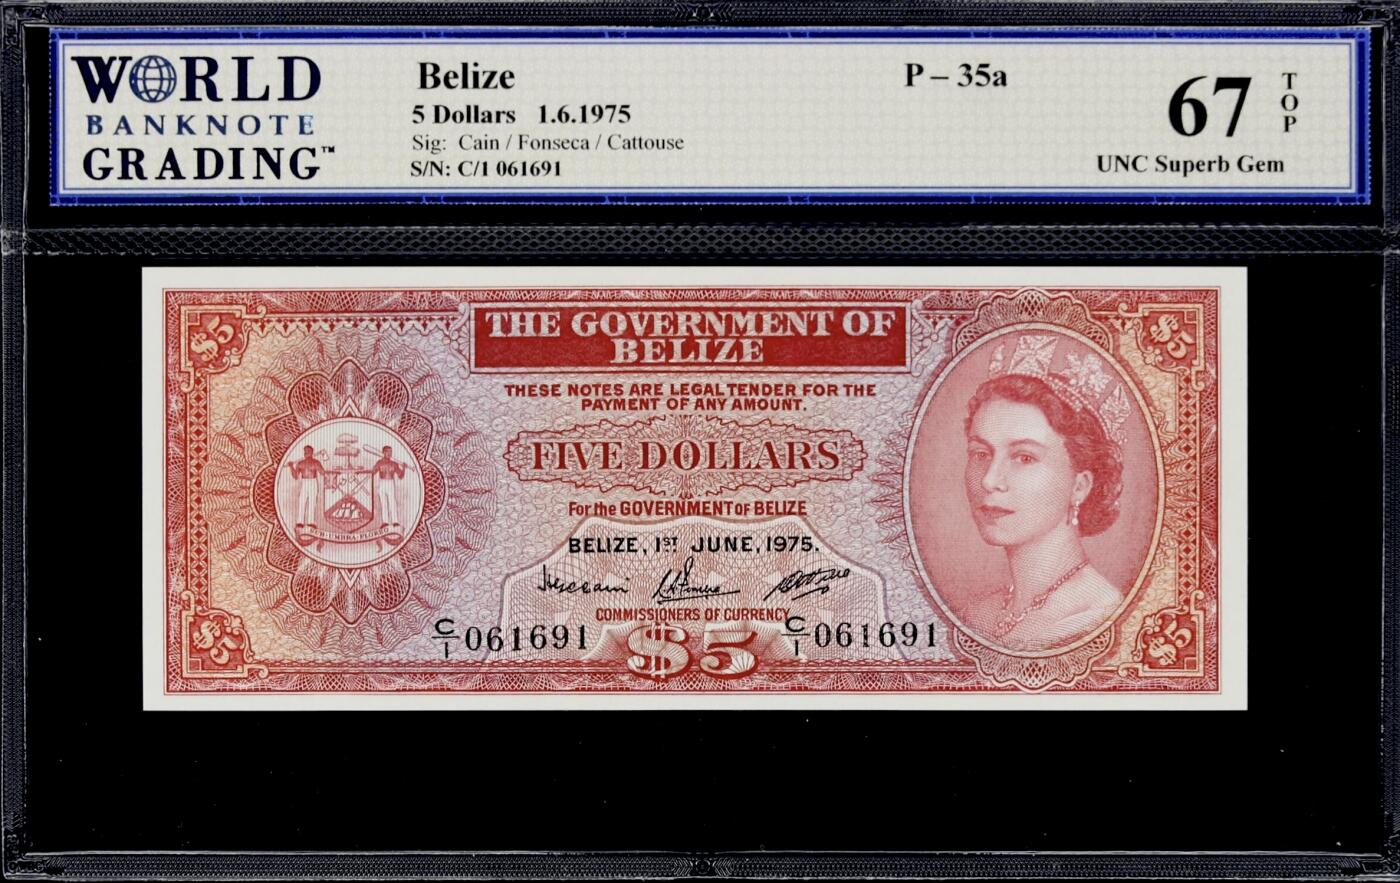 WORLD
BANKNOTE
GRADING™
Belize
5 Dollars 1.6.1975
Sig: Cain / Fonseca / Cattouse
S/N: C/1 061691
P – 35a
67
TOP
UNC Superb Gem
$5
$5
THE GOVERNMENT OF
BELIZE
THESE NOTES ARE LEGAL TENDER FOR THE
PAYMENT OF ANY AMOUNT.
FIVE DOLLARS
For the GOVERNMENT of BELIZE
BELIZE, 1ST JUNE, 1975.
COMMISSIONERS OF CURRENCY
C/1 061691
C/1 061691
$5
$5
$5